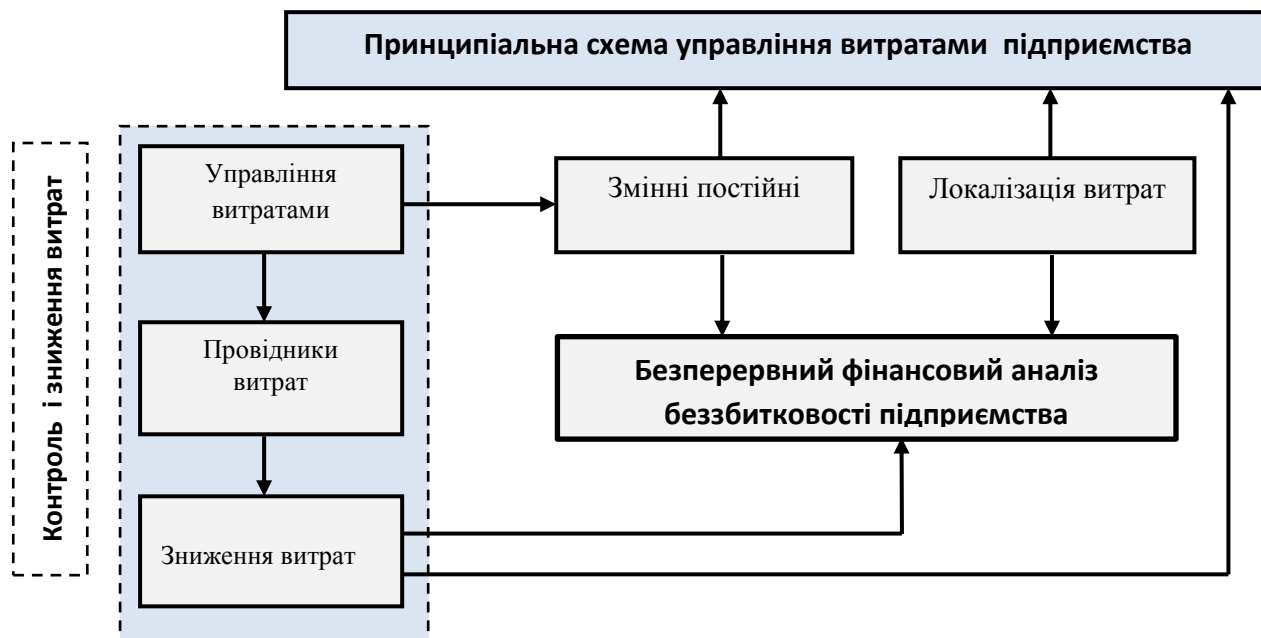 Принципіальна схема управління витратами підприємства
Контроль і зниження витрат
Управління
витратами
Змінні постійні
Локалізація витрат
Провідники
витрат
Безперервний фінансовий аналіз
беззбитковості підприємства
Зниження витрат